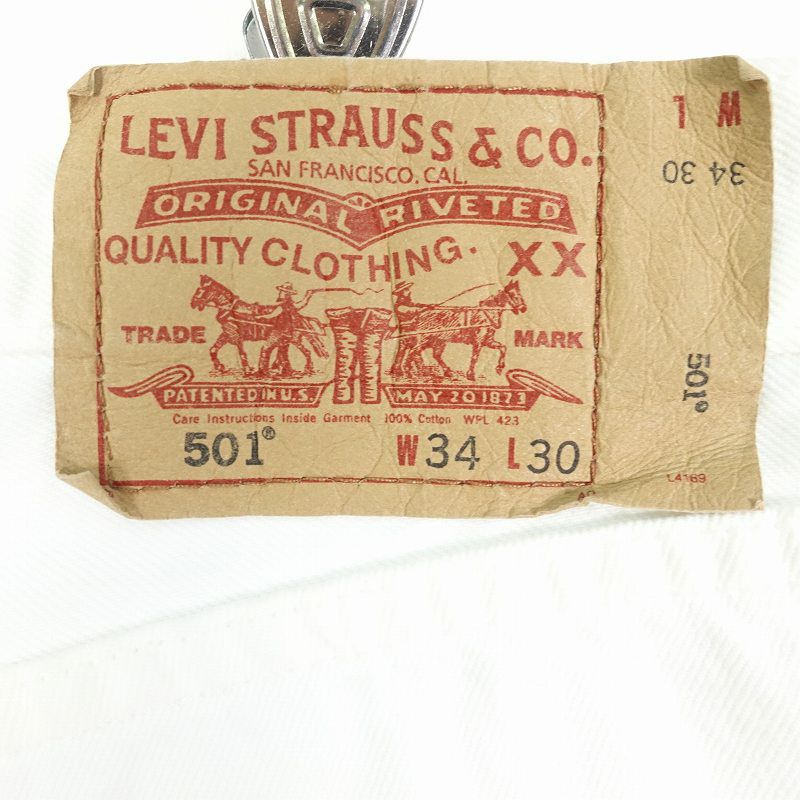 LEVI STRAUSS & CO.
SAN FRANCISCO, CAL.
ORIGINAL RIVETED
QUALITY CLOTHING. XX
TRADE MARK
PATENTED IN U.S. MAY 20 1873
Care Instructions Inside Garment 100% Cotton WPL 423
501® W34 L30
W L
34 30
501®
L4169